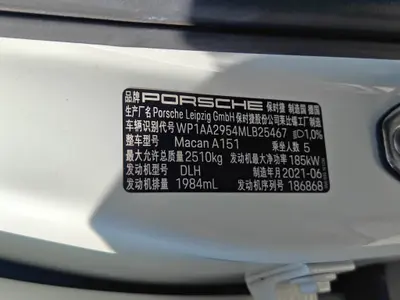 品牌 PORSCHE 保时捷 制造国 德国
生产厂名 Porsche Leipzig GmbH 保时捷股份公司莱比锡工厂制造
车辆识别代号 WP1AA2954MLB25467 1,0%
整车型号 Macan A151 乘坐人数 5
最大允许总质量 2510kg 发动机最大净功率 185kW
发动机型号 DLH 制造年月 2021-06
发动机排量 1984mL 发动机序列号 186868